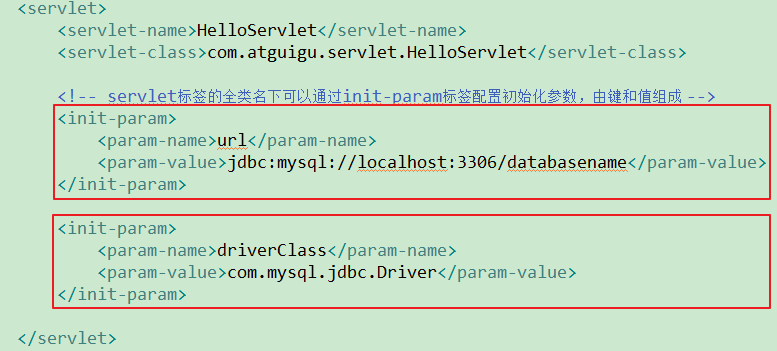 <servlet>
<servlet-name>HelloServlet</servlet-name>
<servlet-class>com.atguigu.servlet.HelloServlet</servlet-class>
<!-- servlet标签的全类名下可以通过init-param标签配置初始化参数，由键和值组成 -->
<init-param>
<param-name>url</param-name>
<param-value>jdbc:mysql://localhost:3306/databasename</param-value>
</init-param>
<init-param>
<param-name>driverClass</param-name>
<param-value>com.mysql.jdbc.Driver</param-value>
</init-param>
</servlet>